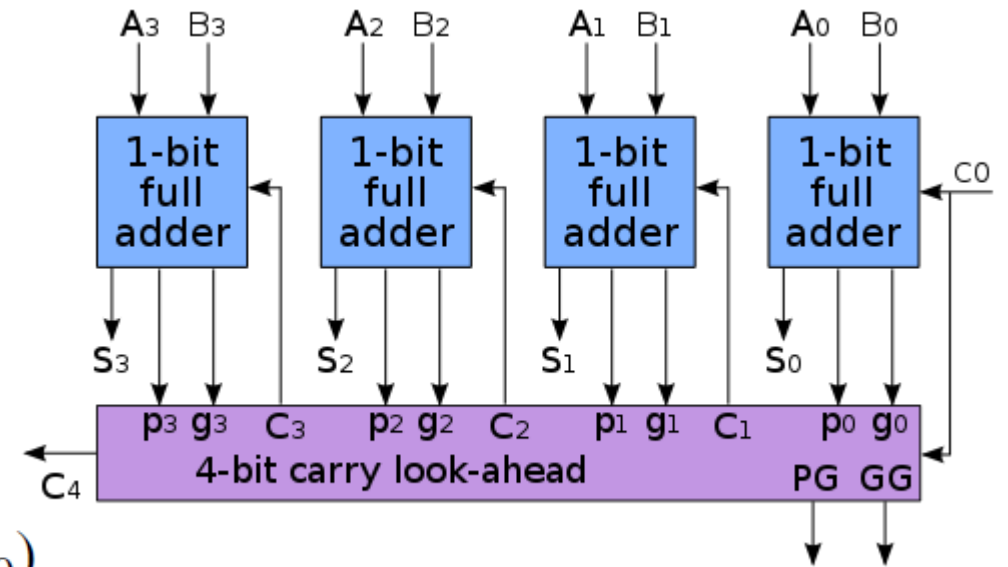 A3 B3 A2 B2 A1 B1 A0 B0
1-bit full adder 1-bit full adder 1-bit full adder 1-bit full adder
C0
S3 S2 S1 S0
p3 g3 C3 p2 g2 C2 p1 g1 C1 p0 g0
4-bit carry look-ahead PG GG
C4
)